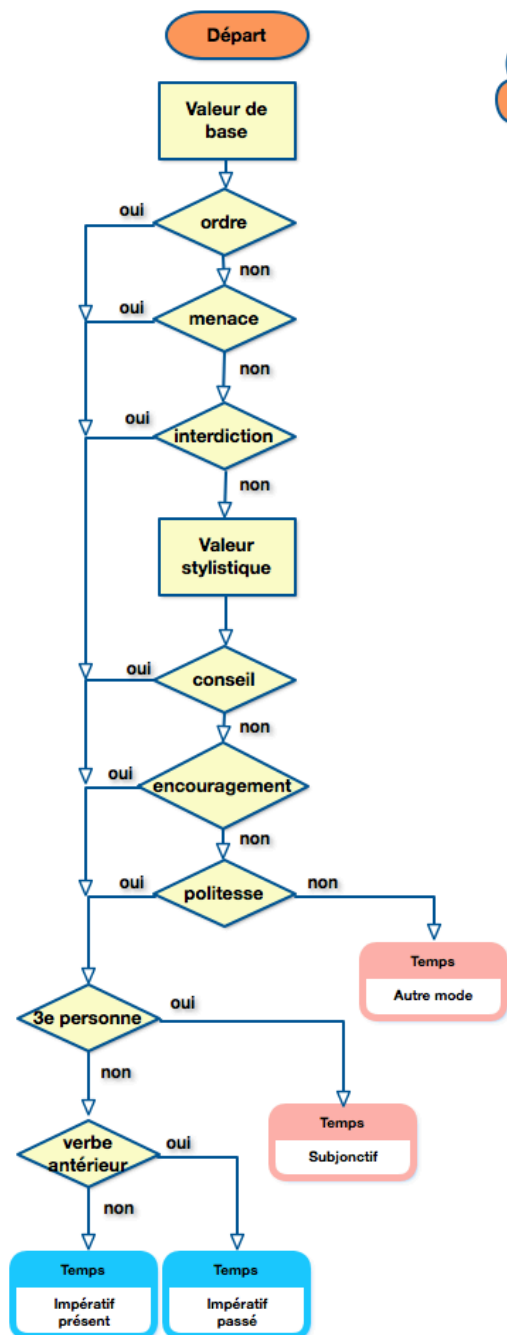 Départ
Valeur de
base
oui
ordre
non
oui
menace
non
oui
interdiction
non
Valeur
stylistique
oui
conseil
non
oui
encouragement
non
oui
politesse
non
Temps
Autre mode
3e personne
oui
non
Temps
Subjonctif
verbe
antérieur
oui
non
Temps
Impératif
présent
Temps
Impératif
passé